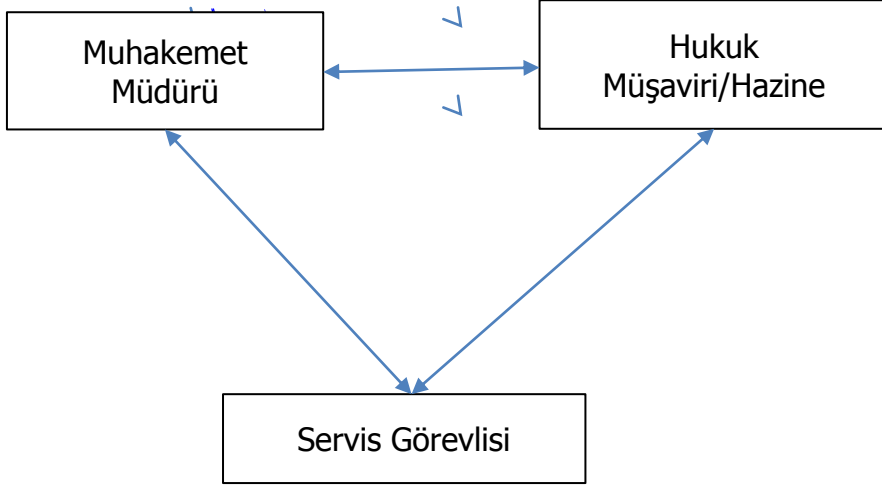 Muhakemet
Müdürü
Hukuk
Müşaviri/Hazine
Servis Görevlisi